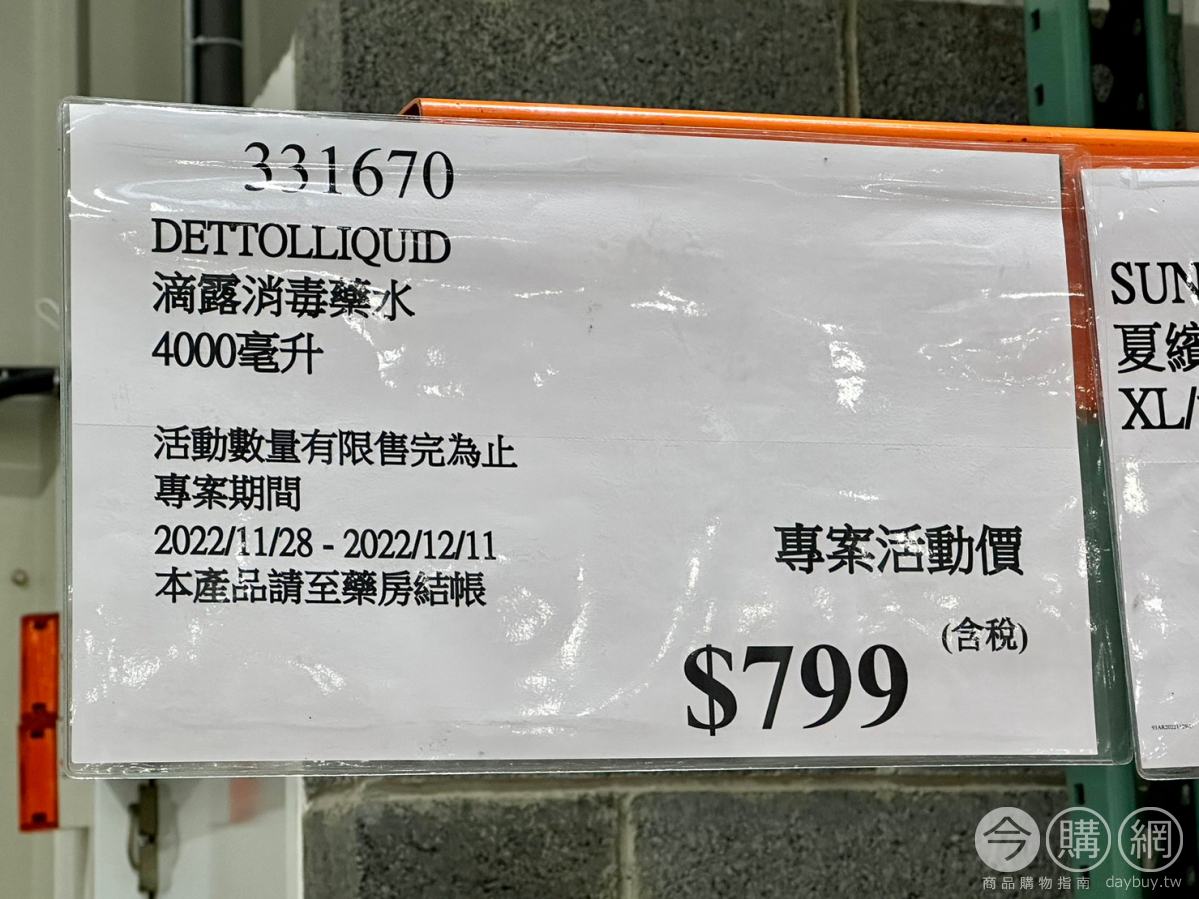 331670
DETTOLLIQUID
滴露消毒藥水
4000毫升
活動數量有限售完為止
專案期間
2022/11/28 - 2022/12/11
本產品請至藥房結帳
專案活動價
(含稅)
$799
SUN
夏繽
XL/
今購網
商品購物指南 daybuy.tw